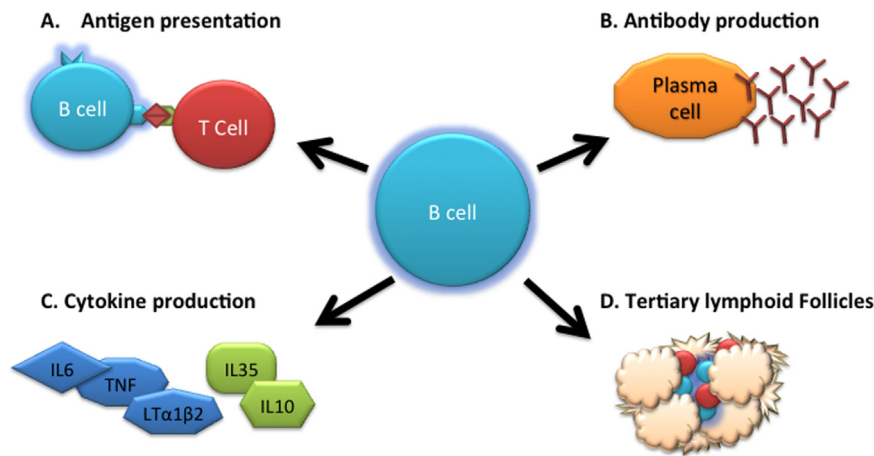 A. Antigen presentation
B cell
T Cell
B. Antibody production
Plasma
cell
B cell
C. Cytokine production
IL6
TNF
LTα1β2
IL35
IL10
D. Tertiary lymphoid Follicles